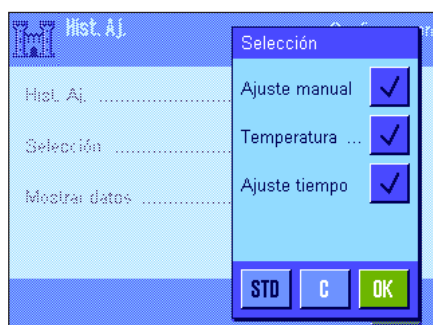 Hist. Aj.
Selección
Hist. Aj. ..................
Ajuste manual
Selección ................
Temperatura ...
Mostrar datos .............
Ajuste tiempo
STD
C
OK